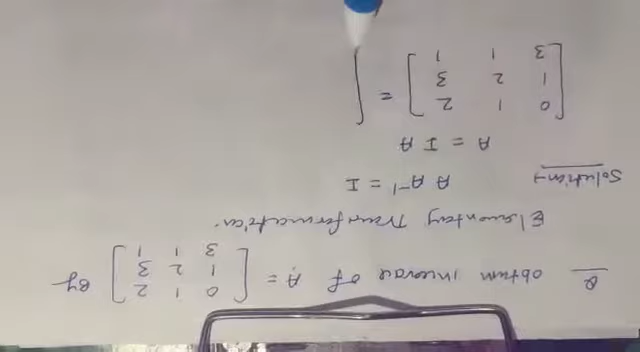 Q obtain inverse of A = [ 0 1 2 ] by
[ 1 2 3 ]
[ 3 1 1 ]
Elementary Transformation.
Solution→ A A⁻¹ = I
A = I A
[ 0 1 2 ] = [
[ 1 2 3 ]
[ 3 1 1 ]